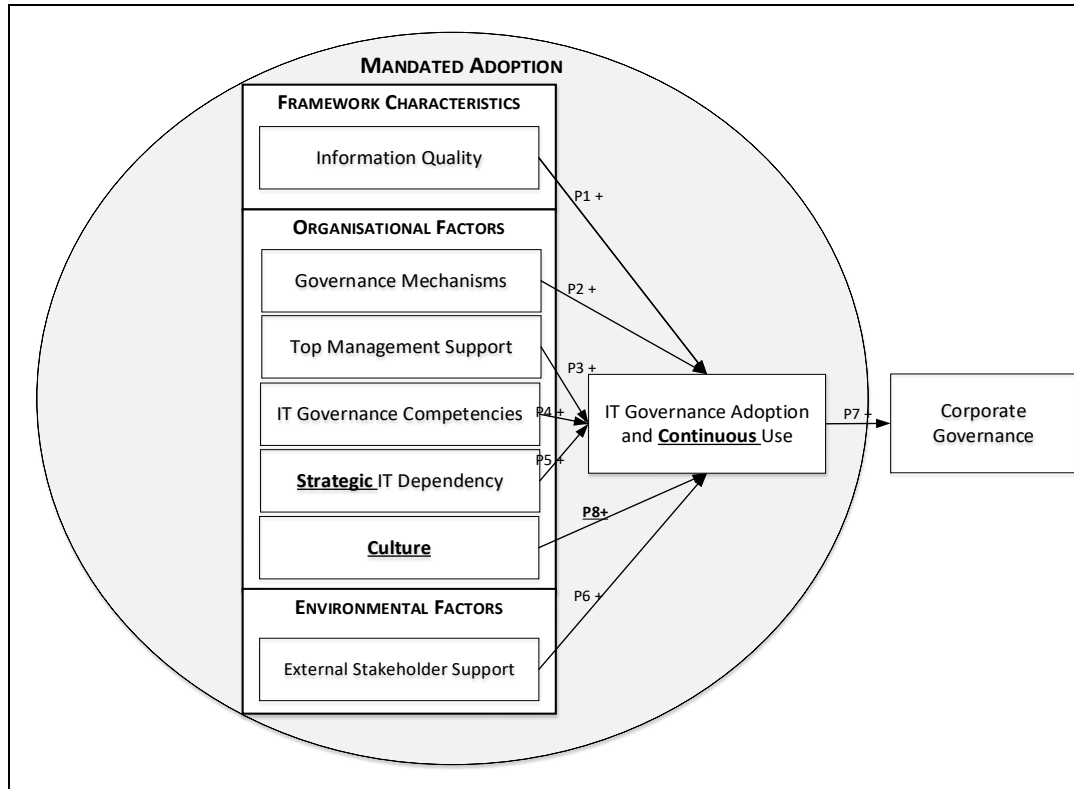 MANDATED ADOPTION
FRAMEWORK CHARACTERISTICS
Information Quality
P1 +
ORGANISATIONAL FACTORS
Governance Mechanisms
P2 +
Top Management Support
P3 +
IT Governance Competencies
P4 +
Strategic IT Dependency
P5 +
Culture
P8+
IT Governance Adoption
and Continuous Use
P7 +
Corporate
Governance
ENVIRONMENTAL FACTORS
P6 +
External Stakeholder Support